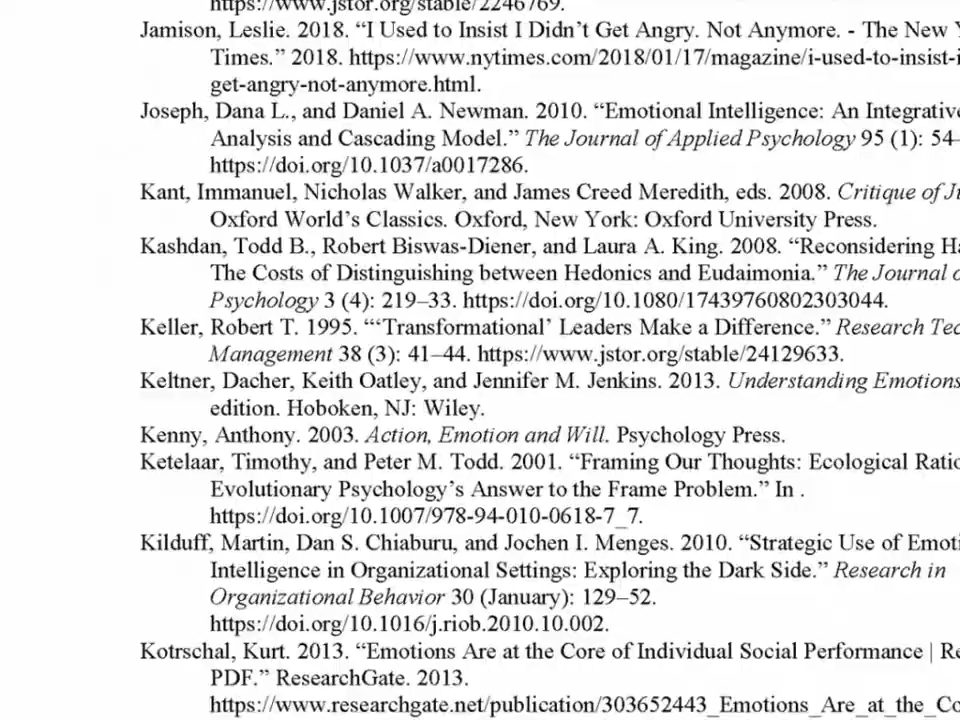 https://www.jstor.org/stable/2246769.
Jamison, Leslie. 2018. “I Used to Insist I Didn’t Get Angry. Not Anymore. - The New
Times.” 2018. https://www.nytimes.com/2018/01/17/magazine/i-used-to-insist-i
get-angry-not-anymore.html.
Joseph, Dana L., and Daniel A. Newman. 2010. “Emotional Intelligence: An Integrative
Analysis and Cascading Model.” The Journal of Applied Psychology 95 (1): 54–
https://doi.org/10.1037/a0017286.
Kant, Immanuel, Nicholas Walker, and James Creed Meredith, eds. 2008. Critique of
Oxford World’s Classics. Oxford, New York: Oxford University Press.
Kashdan, Todd B., Robert Biswas-Diener, and Laura A. King. 2008. “Reconsidering
The Costs of Distinguishing between Hedonics and Eudaimonia.” The Journal
Psychology 3 (4): 219–33. https://doi.org/10.1080/17439760802303044.
Keller, Robert T. 1995. “‘Transformational’ Leaders Make a Difference.” Research
Management 38 (3): 41–44. https://www.jstor.org/stable/24129633.
Keltner, Dacher, Keith Oatley, and Jennifer M. Jenkins. 2013. Understanding Emotions
edition. Hoboken, NJ: Wiley.
Kenny, Anthony. 2003. Action, Emotion and Will. Psychology Press.
Ketelaar, Timothy, and Peter M. Todd. 2001. “Framing Our Thoughts: Ecological
Evolutionary Psychology’s Answer to the Frame Problem.” In .
https://doi.org/10.1007/978-94-010-0618-7_7.
Kilduff, Martin, Dan S. Chiaburu, and Jochen I. Menges. 2010. “Strategic Use of
Intelligence in Organizational Settings: Exploring the Dark Side.” Research in
Organizational Behavior 30 (January): 129–52.
https://doi.org/10.1016/j.riob.2010.10.002.
Kotrschal, Kurt. 2013. “Emotions Are at the Core of Individual Social Performance |
PDF.” ResearchGate. 2013.
https://www.researchgate.net/publication/303652443_Emotions_Are_at_the_Co